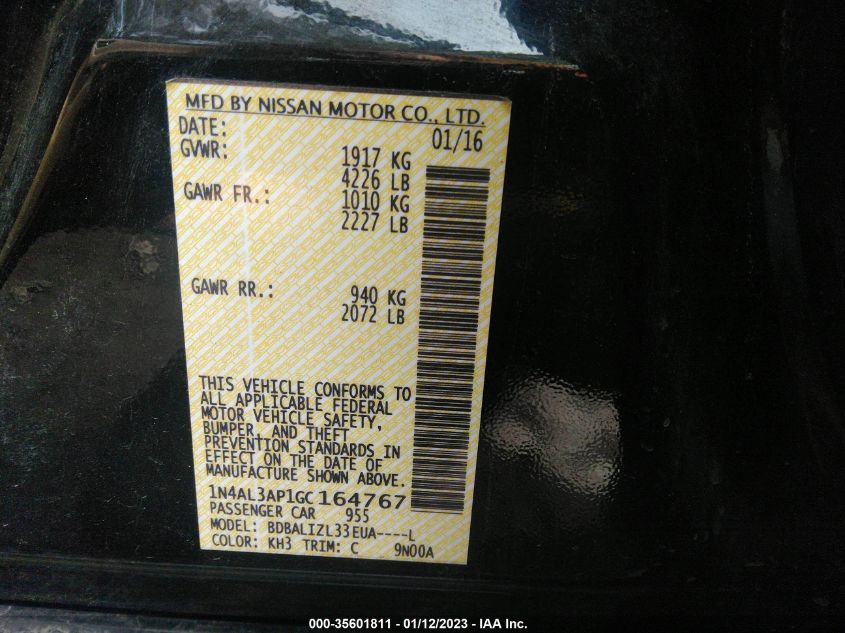 MFD BY NISSAN MOTOR CO., LTD.
DATE: 01/16
GVWR: 1917 KG
4226 LB
GAWR FR.: 1010 KG
2227 LB
GAWR RR.: 940 KG
2072 LB
THIS VEHICLE CONFORMS TO
ALL APPLICABLE FEDERAL
MOTOR VEHICLE SAFETY,
BUMPER, AND THEFT
PREVENTION STANDARDS IN
EFFECT ON THE DATE OF
MANUFACTURE SHOWN ABOVE.
1N4AL3AP1GC164767
PASSENGER CAR 955
MODEL: BDBALIZL33EUA----L
COLOR: KH3 TRIM: C 9N00A
000-35601811 - 01/12/2023 - IAA Inc.